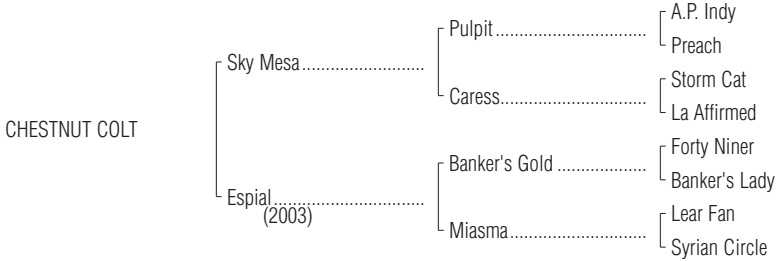 A.P. Indy
Pulpit
Preach
Sky Mesa
Storm Cat
Caress
La Affirmed
CHESTNUT COLT
Forty Niner
Banker's Gold
Banker's Lady
Espial
(2003)
Lear Fan
Miasma
Syrian Circle